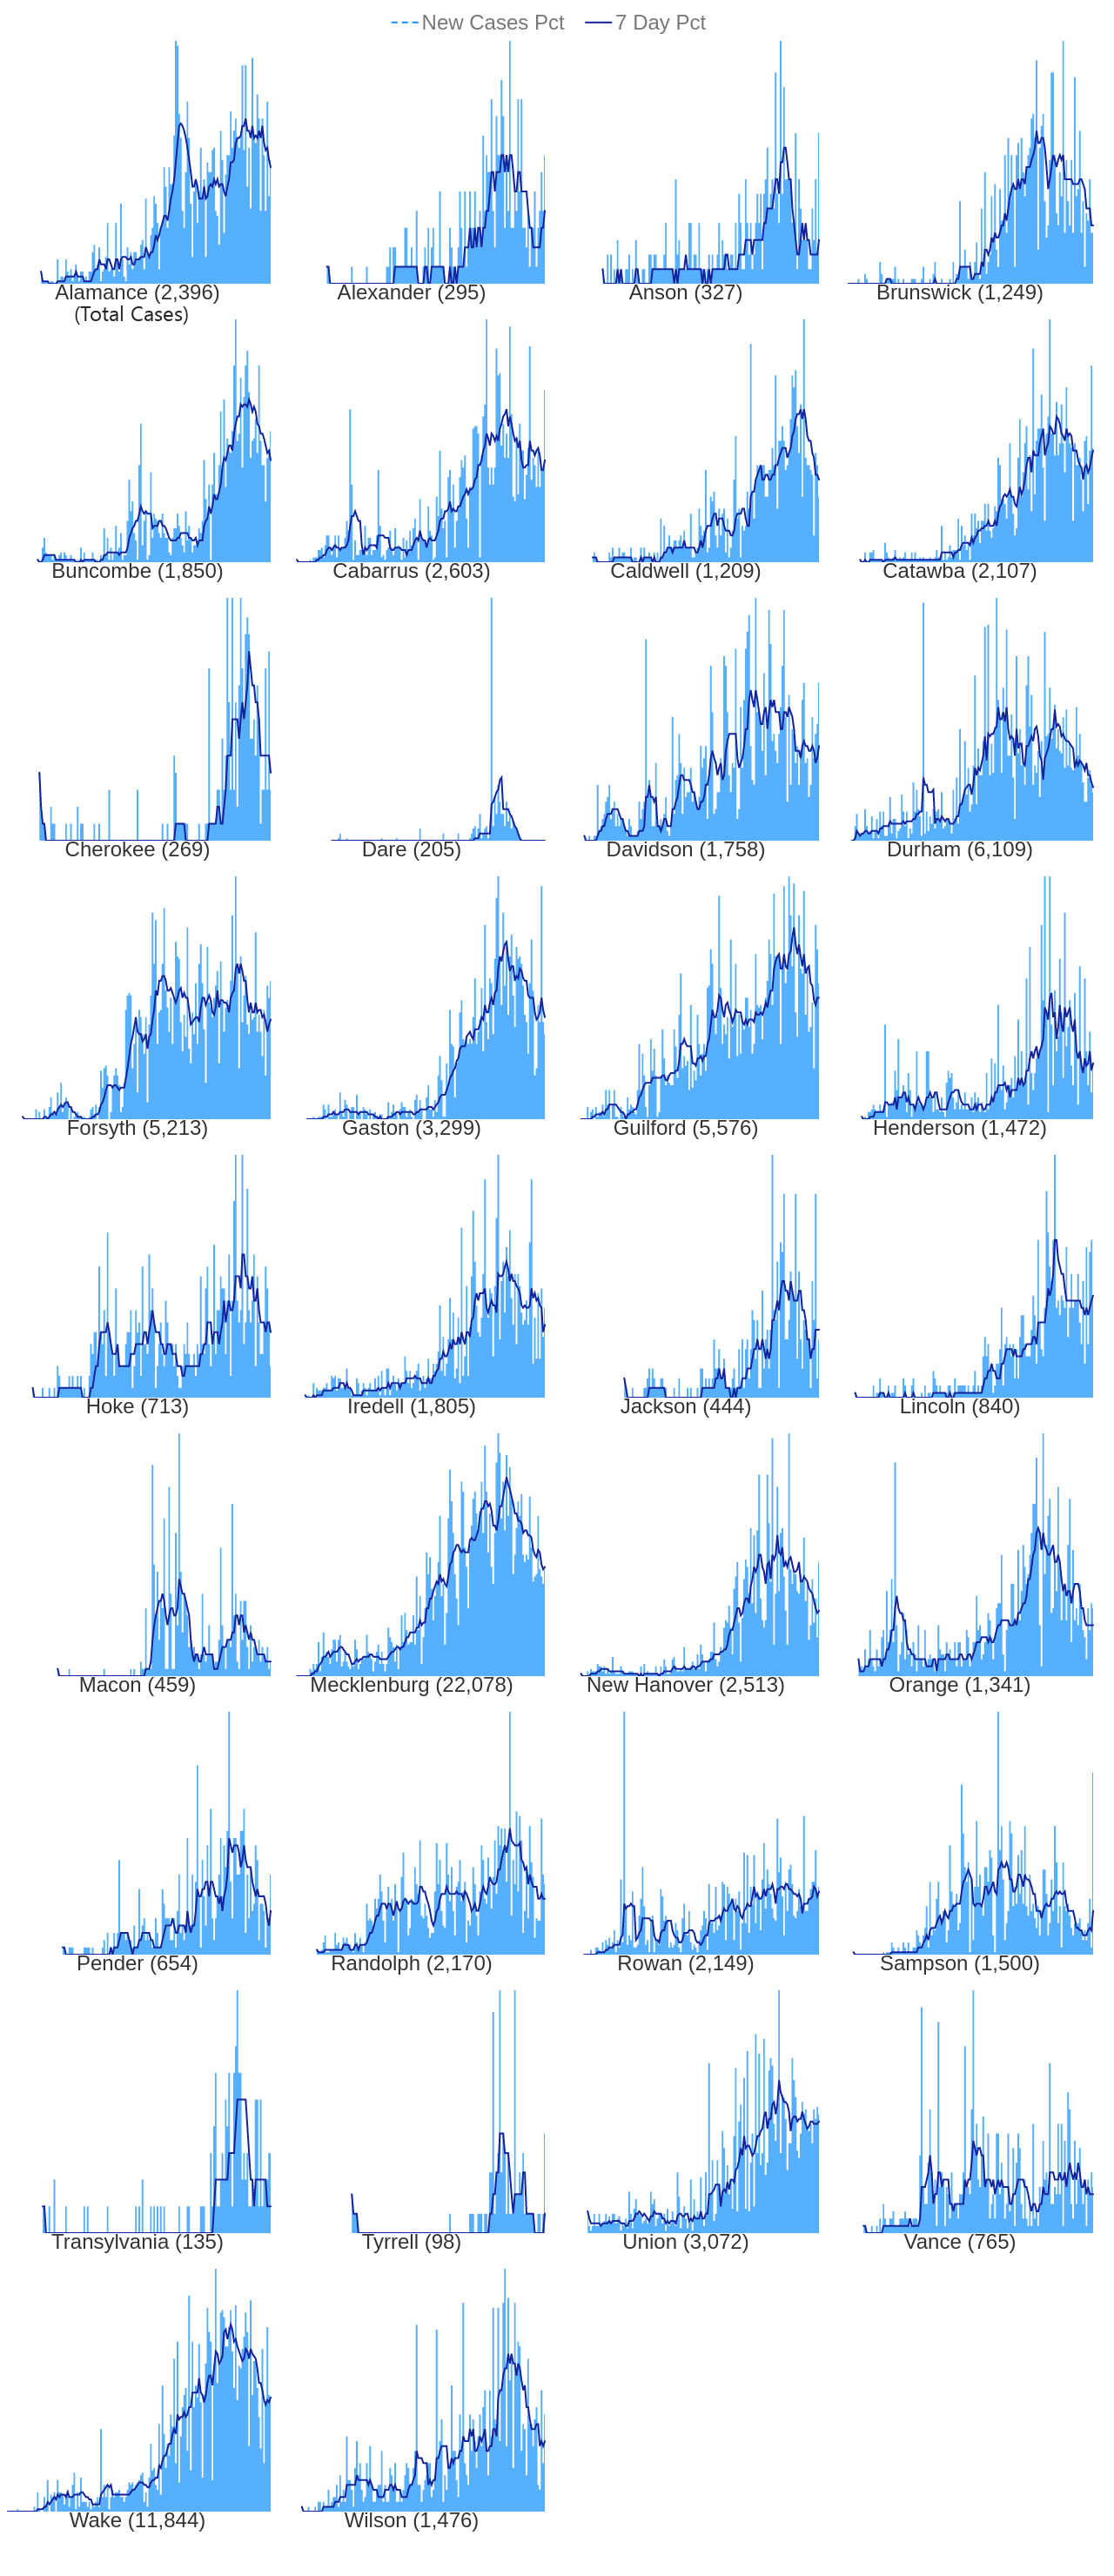 New Cases Pct 7 Day Pct
Alamance (2,396) Alexander (295) Anson (327) Brunswick (1,249)
(Total Cases)
Buncombe (1,850) Cabarrus (2,603) Caldwell (1,209) Catawba (2,107)
Cherokee (269) Dare (205) Davidson (1,758) Durham (6,109)
Forsyth (5,213) Gaston (3,299) Guilford (5,576) Henderson (1,472)
Hoke (713) Iredell (1,805) Jackson (444) Lincoln (840)
Macon (459) Mecklenburg (22,078) New Hanover (2,513) Orange (1,341)
Pender (654) Randolph (2,170) Rowan (2,149) Sampson (1,500)
Transylvania (135) Tyrrell (98) Union (3,072) Vance (765)
Wake (11,844) Wilson (1,476)